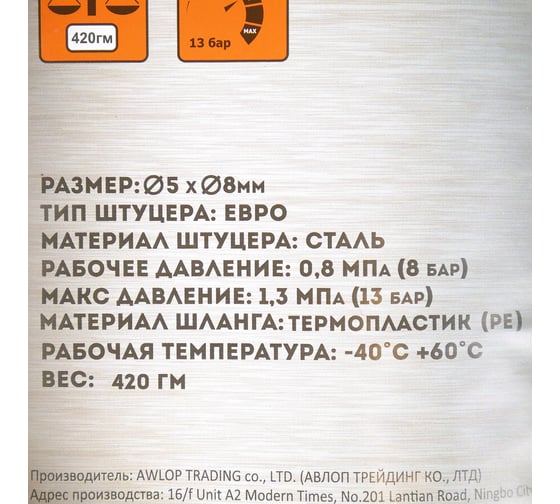 420гм
13 бар
MAX
РАЗМЕР: Ø5 х Ø8мм
ТИП ШТУЦЕРА: ЕВРО
МАТЕРИАЛ ШТУЦЕРА: СТАЛЬ
РАБОЧЕЕ ДАВЛЕНИЕ: 0,8 МПа (8 БАР)
МАКС ДАВЛЕНИЕ: 1,3 МПа (13 БАР)
МАТЕРИАЛ ШЛАНГА: ТЕРМОПЛАСТИК (PE)
РАБОЧАЯ ТЕМПЕРАТУРА: -40°C +60°C
ВЕС: 420 ГМ
Производитель: AWLOP TRADING co., LTD. (АВЛОП ТРЕЙДИНГ КО., ЛТД)
Адрес производства: 16/f Unit A2 Modern Times, No.201 Lantian Road, Ningbo City